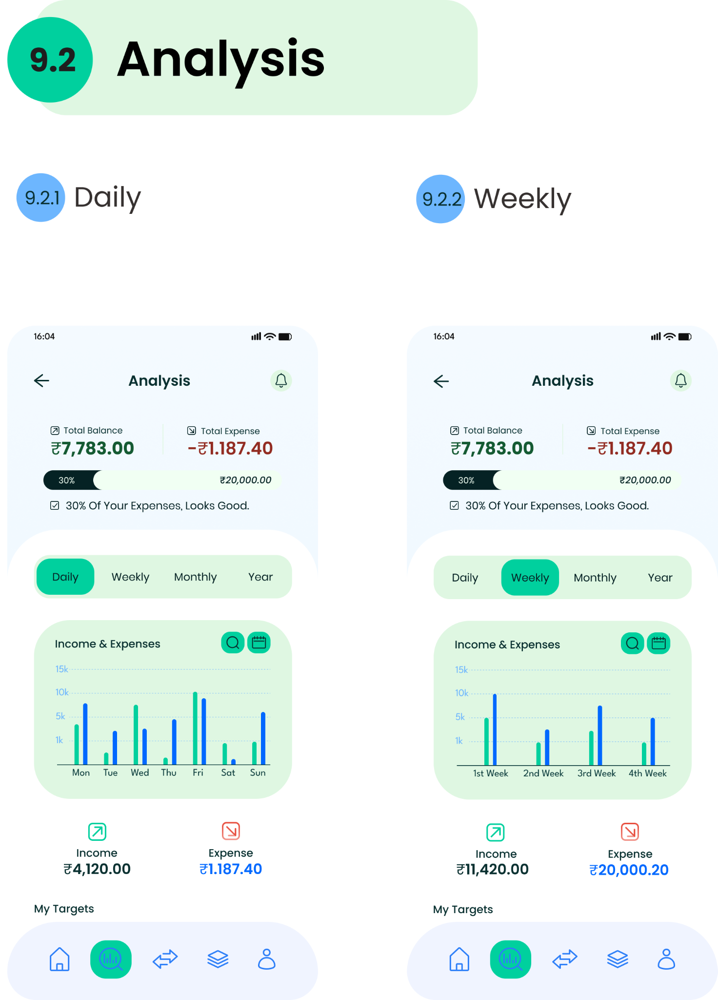 9.2 Analysis
9.2.1 Daily
16:04
Analysis
Total Balance Total Expense
₹7,783.00 -₹1.187.40
30% ₹20,000.00
30% Of Your Expenses, Looks Good.
Daily Weekly Monthly Year
Income & Expenses
15k
10k
5k
1k
Mon Tue Wed Thu Fri Sat Sun
Income Expense
₹4,120.00 ₹1.187.40
My Targets
9.2.2 Weekly
16:04
Analysis
Total Balance Total Expense
₹7,783.00 -₹1.187.40
30% ₹20,000.00
30% Of Your Expenses, Looks Good.
Daily Weekly Monthly Year
Income & Expenses
15k
10k
5k
1k
1st Week 2nd Week 3rd Week 4th Week
Income Expense
₹11,420.00 ₹20,000.20
My Targets